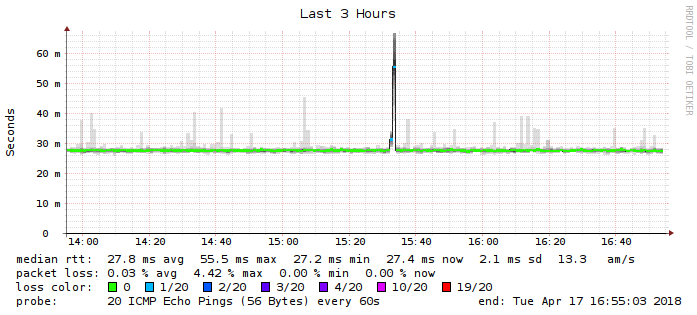 Last 3 Hours
RRDTOOL / TOBI OETIKER
Seconds
60 m
50 m
40 m
30 m
20 m
10 m
0
14:00 14:20 14:40 15:00 15:20 15:40 16:00 16:20 16:40
median rtt: 27.8 ms avg 55.5 ms max 27.2 ms min 27.4 ms now 2.1 ms sd 13.3 am/s
packet loss: 0.03 % avg 4.42 % max 0.00 % min 0.00 % now
loss color: 0 1/20 2/20 3/20 4/20 10/20 19/20
probe: 20 ICMP Echo Pings (56 Bytes) every 60s end: Tue Apr 17 16:55:03 2018